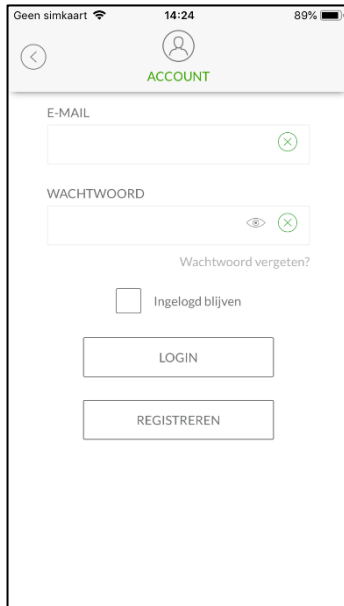 Geen simkaart 14:24 89%
ACCOUNT
E-MAIL
WACHTWOORD
Wachtwoord vergeten?
Ingelogd blijven
LOGIN
REGISTREREN